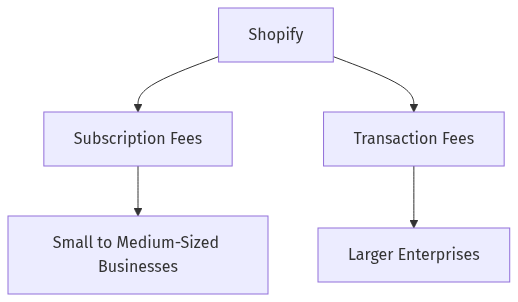 Shopify
Subscription Fees
Transaction Fees
Small to Medium-Sized
Businesses
Larger Enterprises